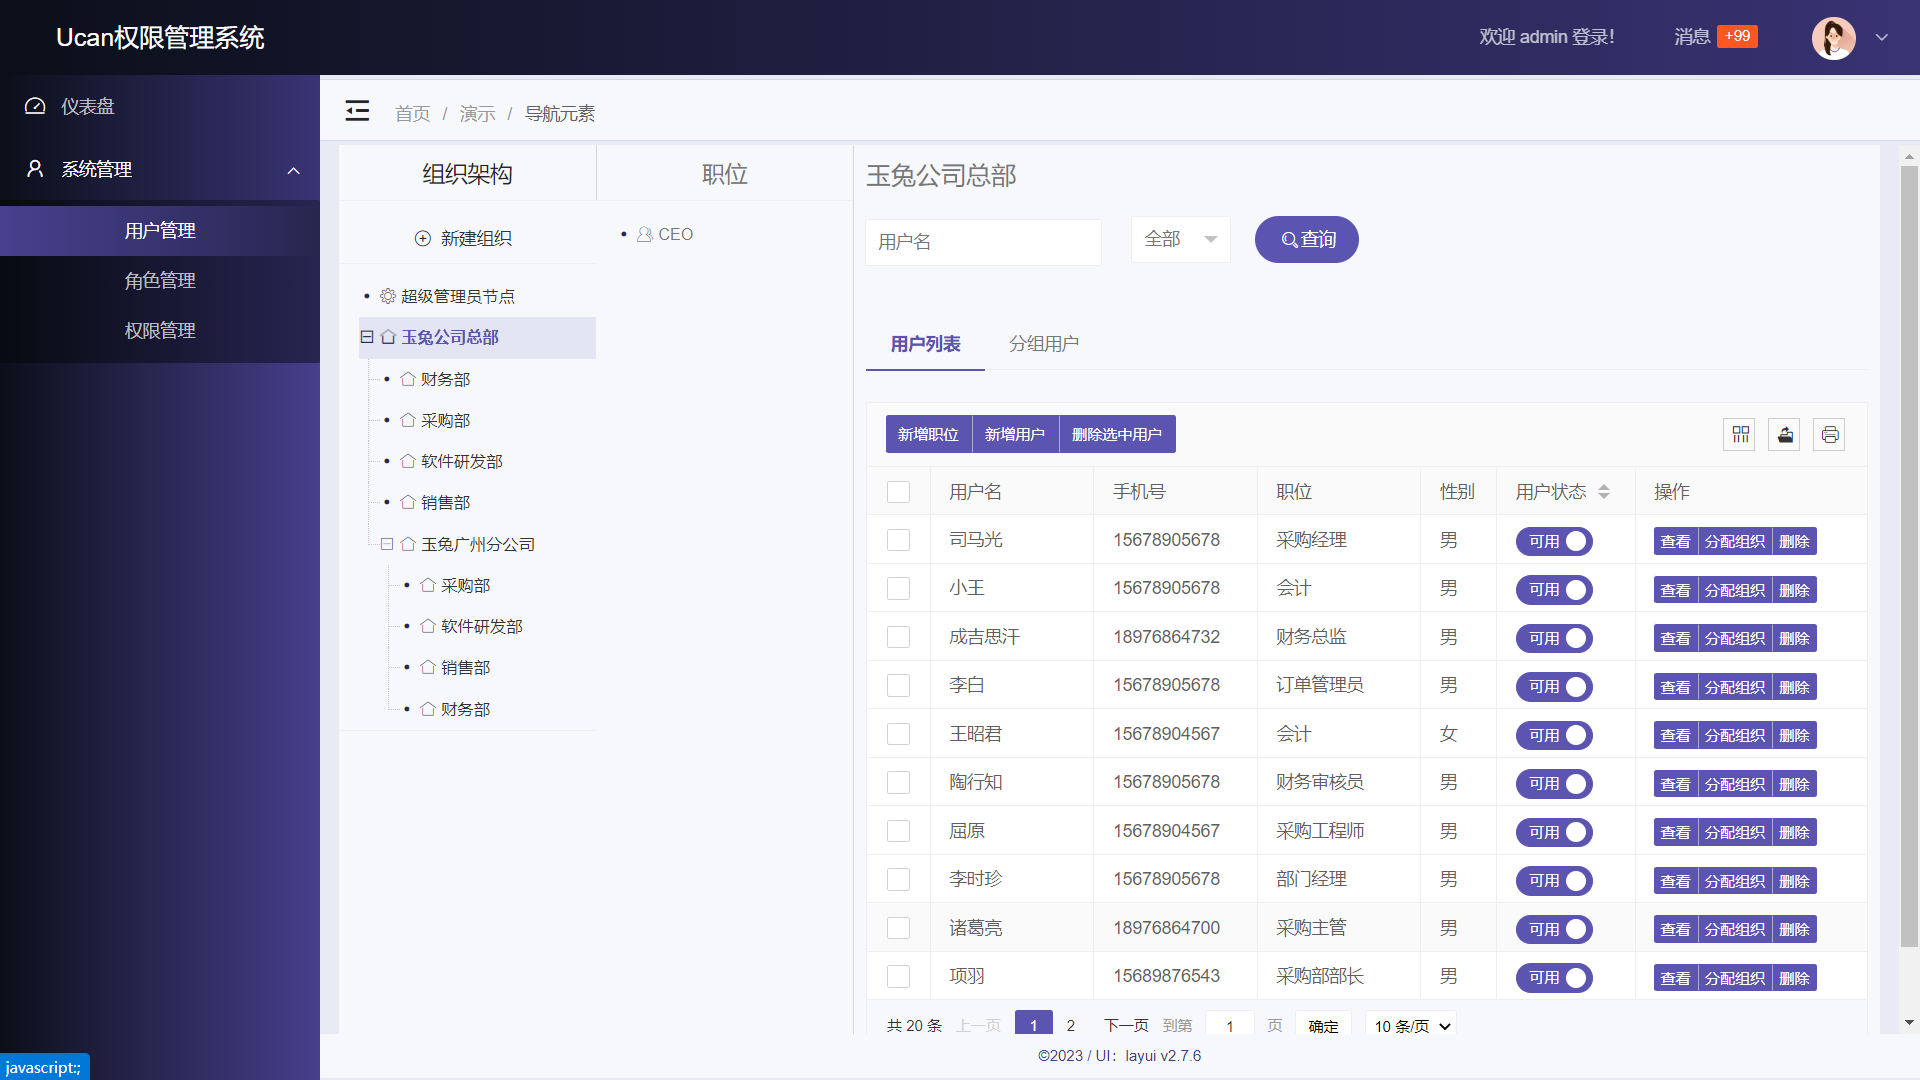 Ucan权限管理系统
欢迎 admin 登录!
消息 +99
仪表盘
系统管理
用户管理
角色管理
权限管理
首页 / 演示 / 导航元素
组织架构
职位
新建组织
超级管理员节点
玉兔公司总部
财务部
采购部
软件研发部
销售部
玉兔广州分公司
采购部
软件研发部
销售部
财务部
CEO
玉兔公司总部
用户名
全部
查询
用户列表
分组用户
新增职位 新增用户 删除选中用户
用户名 手机号 职位 性别 用户状态 操作
司马光 15678905678 采购经理 男 可用 查看 分配组织 删除
小王 15678905678 会计 男 可用 查看 分配组织 删除
成吉思汗 18976864732 财务总监 男 可用 查看 分配组织 删除
李白 15678905678 订单管理员 男 可用 查看 分配组织 删除
王昭君 15678904567 会计 女 可用 查看 分配组织 删除
陶行知 15678905678 财务审核员 男 可用 查看 分配组织 删除
屈原 15678904567 采购工程师 男 可用 查看 分配组织 删除
李时珍 15678905678 部门经理 男 可用 查看 分配组织 删除
诸葛亮 18976864700 采购主管 男 可用 查看 分配组织 删除
项羽 15689876543 采购部部长 男 可用 查看 分配组织 删除
共 20 条 上一页 1 2 下一页 到第 1 页 确定 10 条/页
©2023 / UI：layui v2.7.6
javascript:;